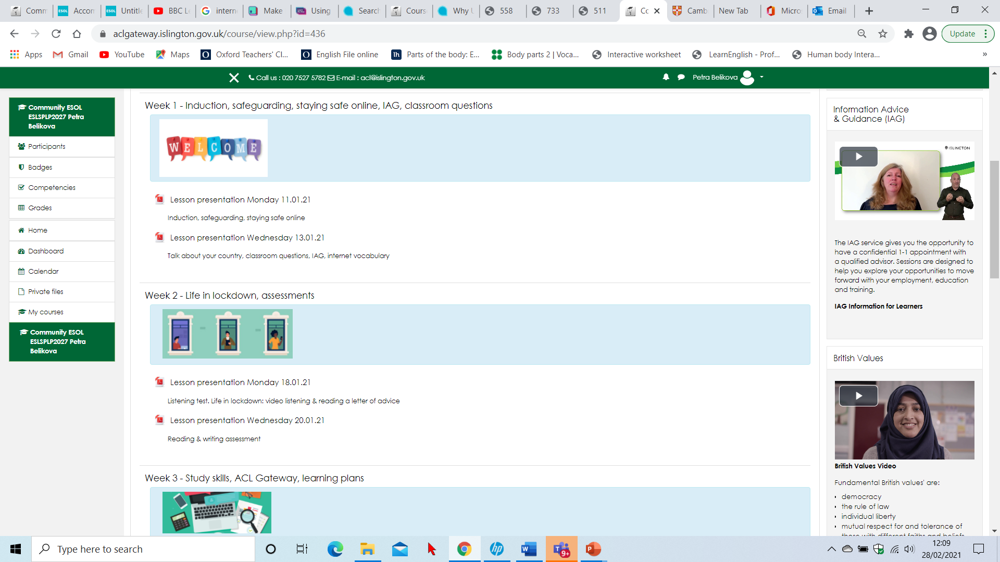 Comm
Accom
Untitle
BBC Le
intern
Make
Using
Search
Course
Why U
558
733
511
Co
Camb
New Tab
Micro
Email
aclgateway.islington.gov.uk/course/view.php?id=436
Update
Apps
Gmail
YouTube
Maps
Oxford Teachers' Cl...
English File online
Parts of the body: E...
Body parts 2 | Voca...
Interactive worksheet
LearnEnglish - Prof...
Human body Intera...
»
Call us : 020 7527 5782 E-mail : acl@islington.gov.uk
Petra Belikova
Community ESOL
ESLSPLP2027 Petra
Belikova
Participants
Badges
Competencies
Grades
Home
Dashboard
Calendar
Private files
My courses
Community ESOL
ESLSPLP2027 Petra
Belikova
Week 1 - Induction, safeguarding, staying safe online, IAG, classroom questions
WELCOME
Lesson presentation Monday 11.01.21
Induction, safeguarding, staying safe online
Lesson presentation Wednesday 13.01.21
Talk about your country, classroom questions, IAG, internet vocabulary
Week 2 - Life in lockdown, assessments
Lesson presentation Monday 18.01.21
Listening test. Life in lockdown: video listening & reading a letter of advice
Lesson presentation Wednesday 20.01.21
Reading & writing assessment
Week 3 - Study skills, ACL Gateway, learning plans
Information Advice
& Guidance (IAG)
ISLINGTON
The IAG service gives you the opportunity to
have a confidential 1-1 appointment with
a qualified advisor. Sessions are designed to
help you explore your opportunities to move
forward with your employment, education
and training.
IAG Information for Learners
British Values
British Values Video
Fundamental British values' are:
democracy
the rule of law
individual liberty
mutual respect for and tolerance of
those with different faiths and beliefs
Type here to search
9+
12:09
28/02/2021